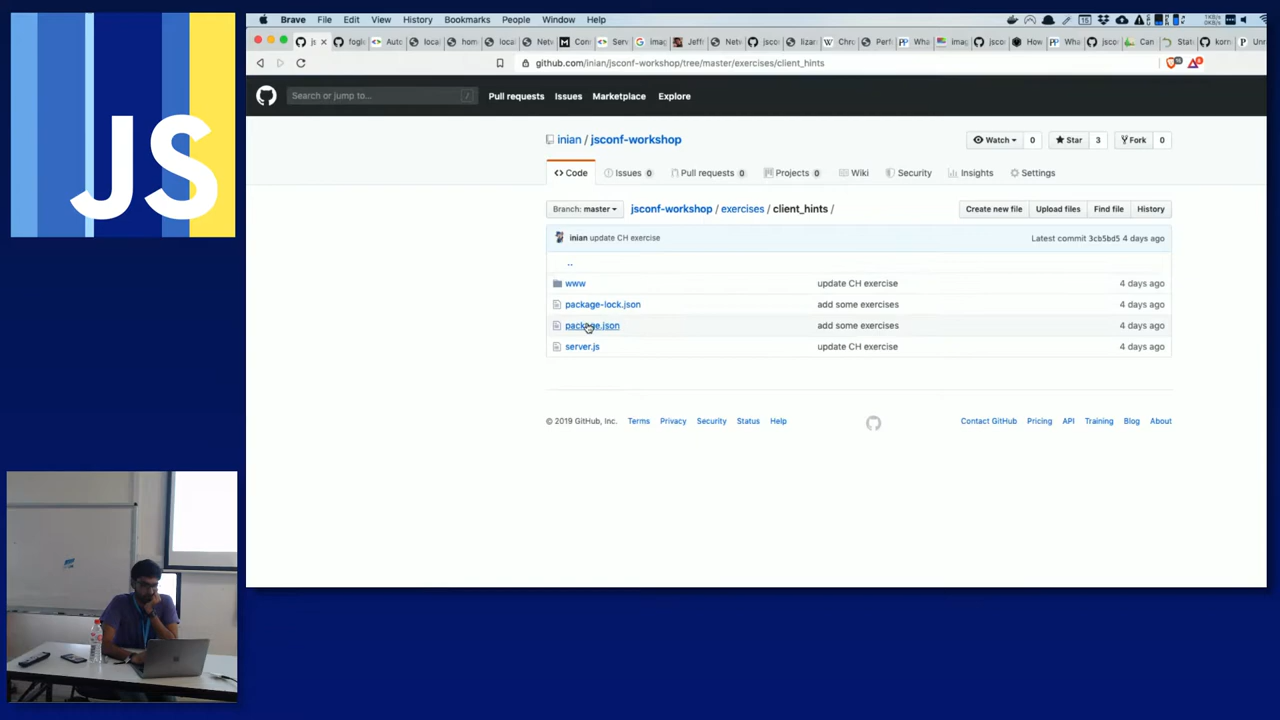 JS
Brave File Edit View History Bookmarks People Window Help
github.com/inian/jsconf-workshop/tree/master/exercises/client_hints
Search or jump to... /
Pull requests Issues Marketplace Explore
inian / jsconf-workshop
Watch 0 Star 3 Fork 0
Code Issues 0 Pull requests 0 Projects 0 Wiki Security Insights Settings
Branch: master jsconf-workshop / exercises / client_hints /
Create new file Upload files Find file History
inian update CH exercise Latest commit 3cb5bd5 4 days ago
..
www update CH exercise 4 days ago
package-lock.json add some exercises 4 days ago
package.json add some exercises 4 days ago
server.js update CH exercise 4 days ago
© 2019 GitHub, Inc. Terms Privacy Security Status Help
Contact GitHub Pricing API Training Blog About